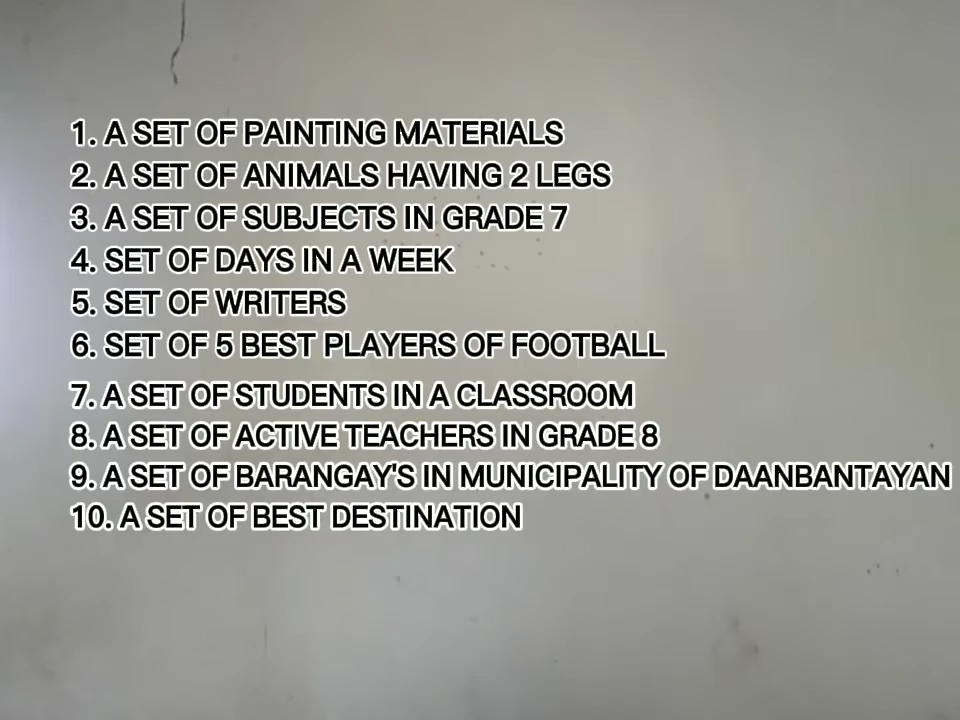 1. A SET OF PAINTING MATERIALS
2. A SET OF ANIMALS HAVING 2 LEGS
3. A SET OF SUBJECTS IN GRADE 7
4. SET OF DAYS IN A WEEK
5. SET OF WRITERS
6. SET OF 5 BEST PLAYERS OF FOOTBALL
7. A SET OF STUDENTS IN A CLASSROOM
8. A SET OF ACTIVE TEACHERS IN GRADE 8
9. A SET OF BARANGAY'S IN MUNICIPALITY OF DAANBANTAYAN
10. A SET OF BEST DESTINATION